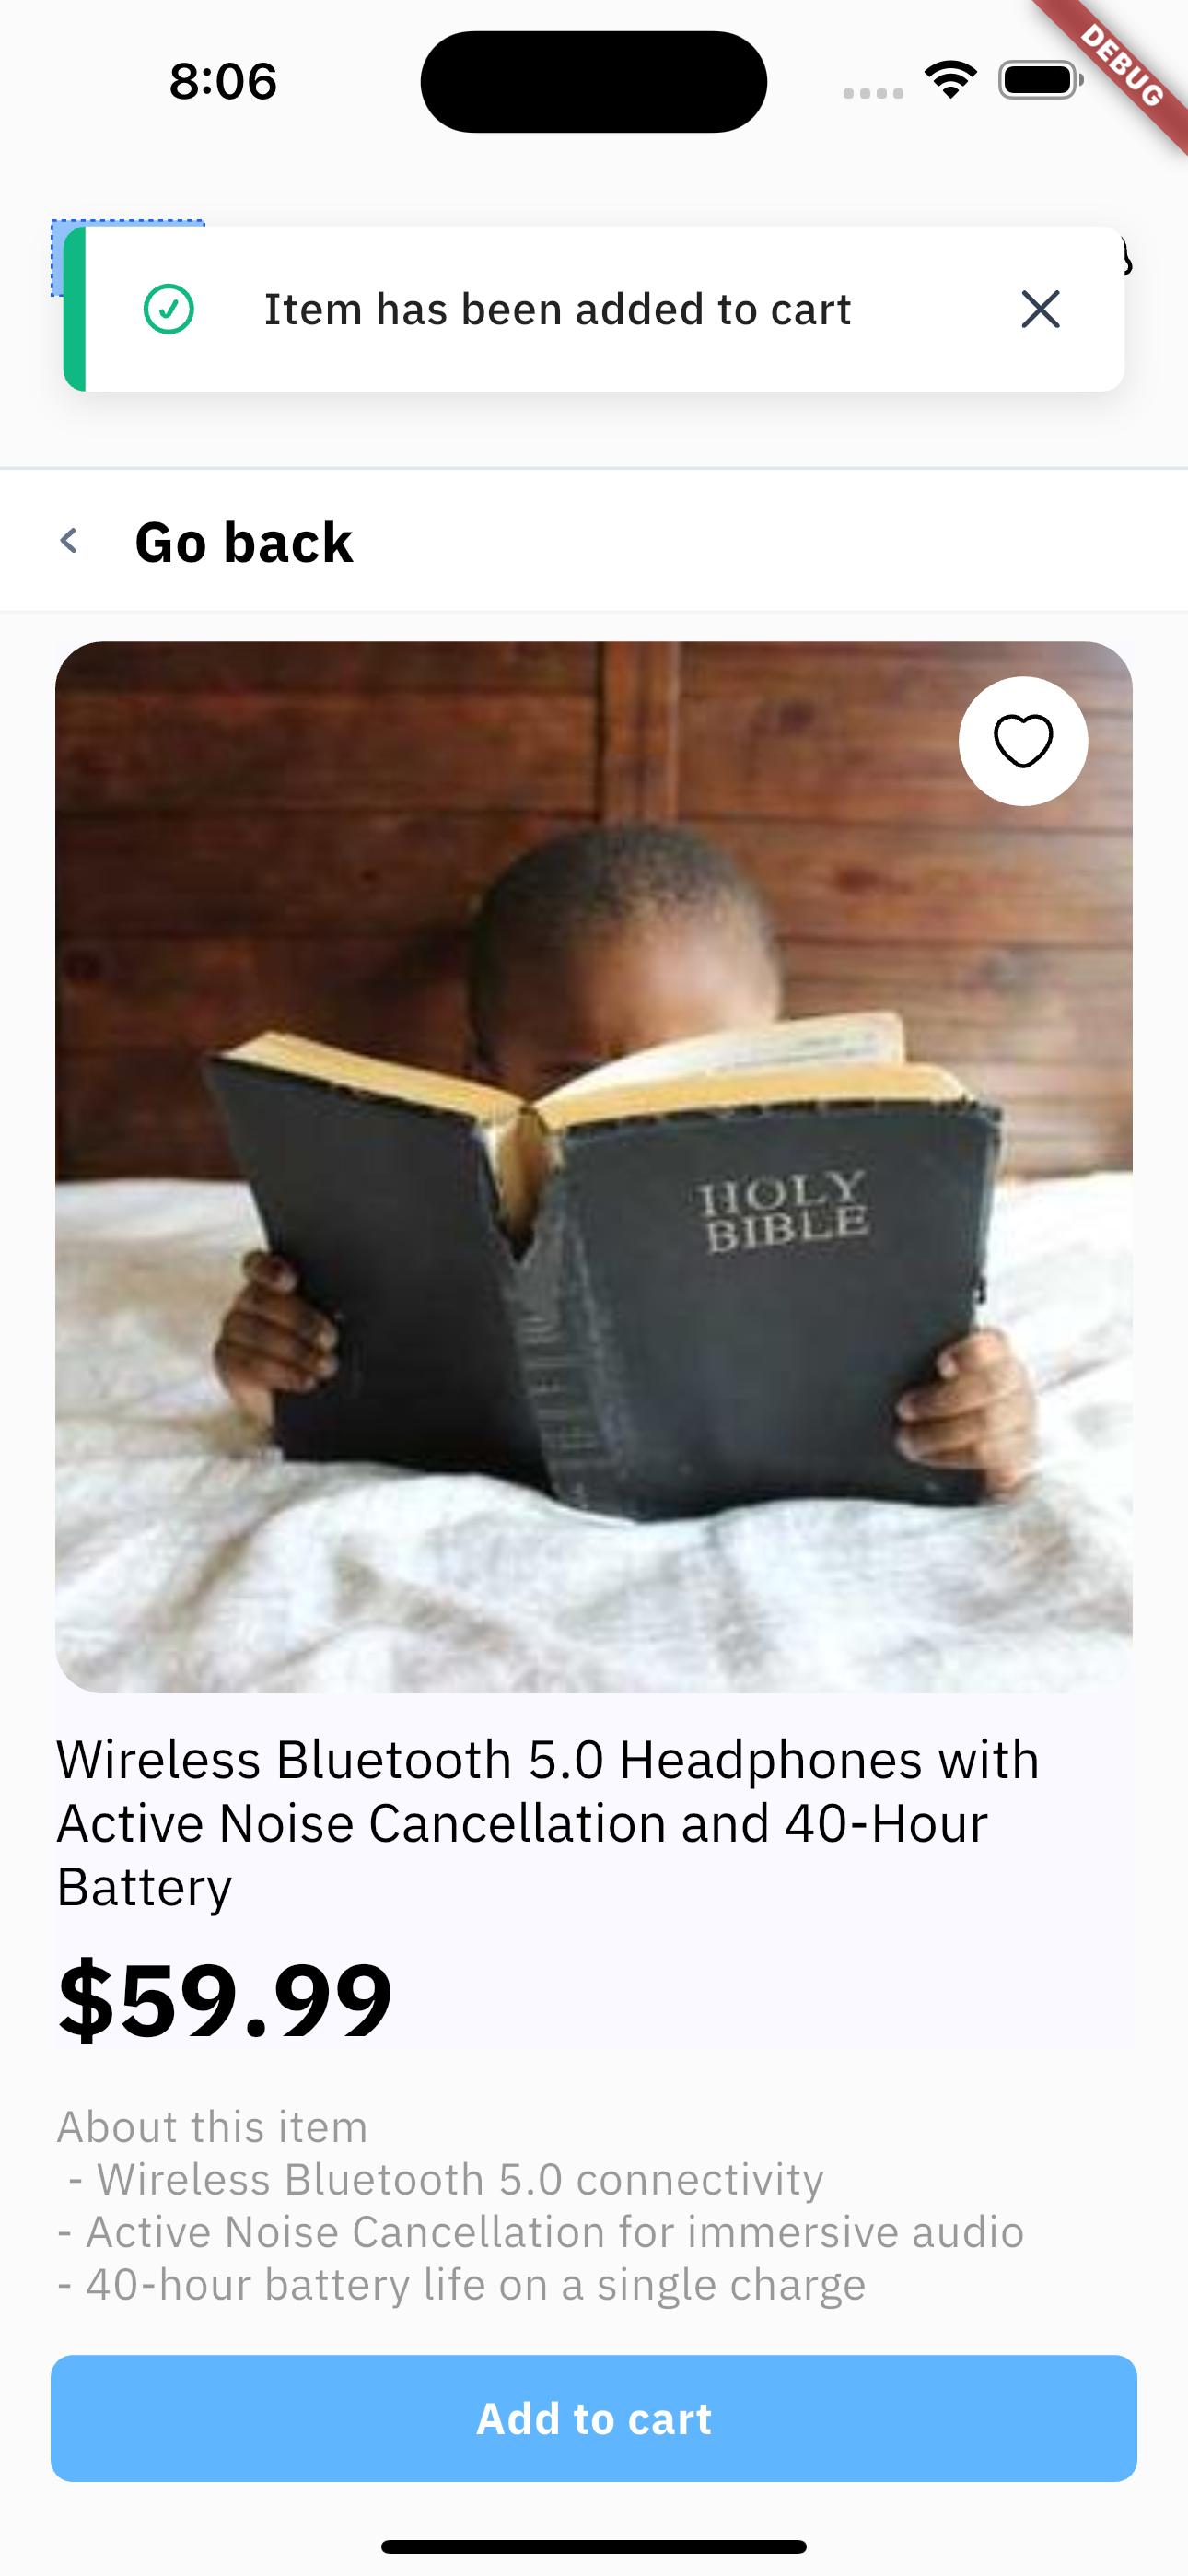 8:06
DEBUG
Item has been added to cart
Go back
HOLY
BIBLE
Wireless Bluetooth 5.0 Headphones with
Active Noise Cancellation and 40-Hour
Battery
$59.99
About this item
- Wireless Bluetooth 5.0 connectivity
- Active Noise Cancellation for immersive audio
- 40-hour battery life on a single charge
Add to cart